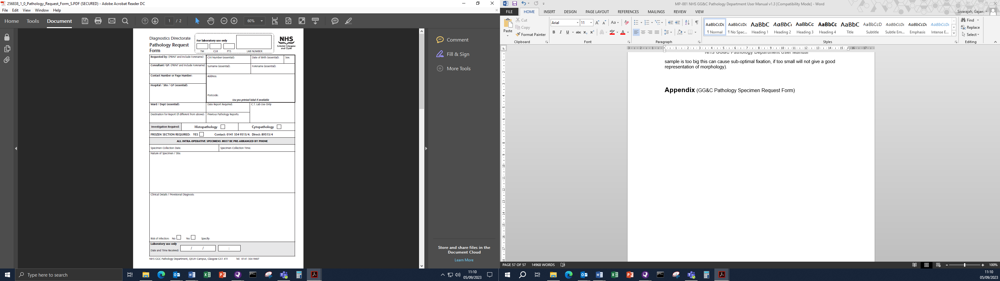 256838_1_0_Pathology_Request_Form_S.PDF (SECURED) - Adobe Acrobat Reader DC
File Edit View Window Help
Home Tools Document 1 / 2 60%
Comment
Fill & Sign
More Tools
Store and share files in the
Document Cloud
Learn More
Diagnostics Directorate
Pathology Request
Form
For laboratory use only
TM CLR PTS LAB NUMBER
NHS
Greater Glasgow
and Clyde
Requested by: (PRINT and Include Forename) CHI Number (essential): Date of Birth (essential): Sex:
Consultant / GP: (PRINT and Include Forename) Surname (essential): Forename (essential):
Contact Number or Page Number: Address:
Hospital / Site / GP (essential):
Postcode:
Use pre-printed label if available
Ward / Dept (essential): Date Report Required: C.T. Lab Use Only
Destination for Report (If different from above): Previous Pathology Reports:
Investigation Required: Histopathology Cytopathology
FROZEN SECTION REQUIRED: YES Contact: 0141 354 9513/4. Direct: 89513/4
ALL INTRA-OPERATIVE SPECIMENS MUST BE PRE-ARRANGED BY PHONE
Specimen Collection Date: Specimen Collection Time:
Nature of Specimen / Site:
Clinical Details / Provisional Diagnosis:
Risk of Infection: No Yes Specify:
Laboratory use only
Date and Time Received: / / :
NHS GGC Pathology Department, QEUH Campus, Glasgow G51 4TF Tel: 0141 354 9487
Type here to search
11:10
05/09/2023
MP-001 NHS GG&C Pathology Department User Manual v1.3 [Compatibility Mode] - Word
FILE HOME INSERT DESIGN PAGE LAYOUT REFERENCES MAILINGS REVIEW VIEW Sivarajah, Gajan
Paste
Cut
Copy
Format Painter
Clipboard
Arial 11
Font
Paragraph
AaBbCcDc AaBbCcDc AaBbC AaBbCc AaBbCc AaBbCc AaBbC AaBbCcD AaBbCcDc AaBbCcDc AaBbCcDc
¶ Normal ¶ No Spac... Heading 1 Heading 2 Heading 3 Heading 4 Title Subtitle Subtle Em... Emphasis Intense E...
Styles
Find
Replace
Select
Editing
NHS GG&C Pathology Department User Manual
sample is too big this can cause sub-optimal fixation, if too small will not give a good
representation of morphology).
Appendix (GG&C Pathology Specimen Request Form)
PAGE 57 OF 57 14968 WORDS 100%
11:10
05/09/2023